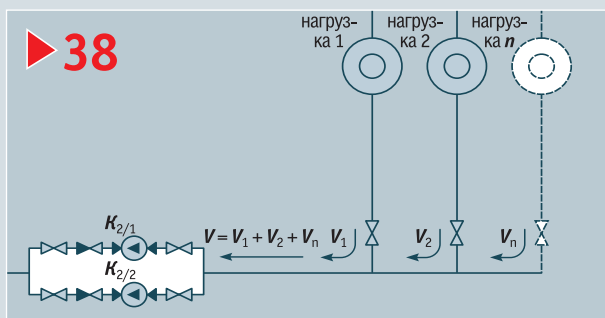 38
нагруз-
ка 1
нагруз-
ка 2
нагруз-
ка n
K2/1
V = V1 + V2 + Vn
V1
V2
Vn
K2/2